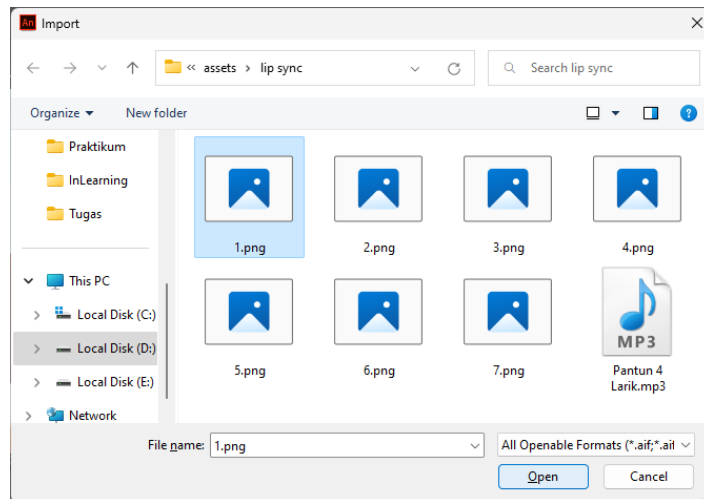 An Import
« assets › lip sync
Search lip sync
Organize
New folder
?
Praktikum
InLearning
Tugas
This PC
Local Disk (C:)
Local Disk (D:)
Local Disk (E:)
Network
1.png
2.png
3.png
4.png
5.png
6.png
7.png
MP3
Pantun 4
Larik.mp3
File name: 1.png
All Openable Formats (*.aif;*.aif
Open
Cancel